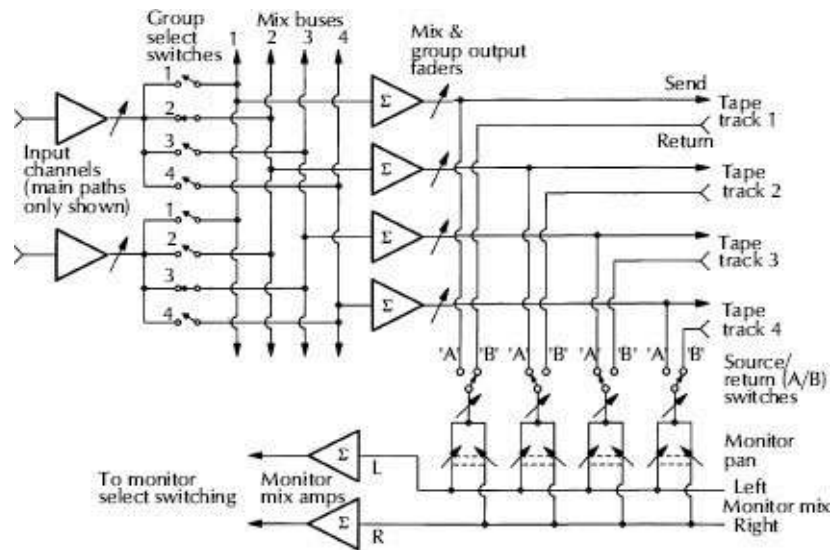 Group
select
switches
Mix buses
1 2 3 4
Mix &
group output
faders
1
2
3
4
Input
channels
(main paths
only shown)
1
2
3
4
Σ
Σ
Σ
Σ
Send
Tape
track 1
Return
Tape
track 2
Tape
track 3
Tape
track 4
'A' 'B' 'A' 'B' 'A' 'B' 'A' 'B'
Source/
return (A/B)
switches
Monitor
pan
Left
Monitor mix
Right
To monitor
select switching
Monitor
mix amps
Σ
L
Σ
R